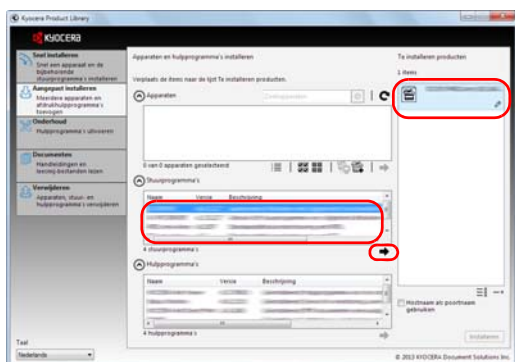 Kyocera Product Library
KYOCERA
Snel installeren
Snel een apparaat en de
bijbehorende
stuurprogramma's installeren
Aangepast installeren
Meerdere apparaten en
afdrukhulpprogramma's
toevoegen
Onderhoud
Hulpprogramma's uitvoeren
Documenten
Handleidingen en
leesmij-bestanden lezen
Verwijderen
Apparaten, stuur- en
hulpprogramma's verwijderen
Taal
Nederlands
Apparaten en hulpprogramma's installeren
Verplaats de items naar de lijst Te installeren producten.
Apparaten
0 van 0 apparaten geselecteerd
Stuurprogramma's
Naam Versie Beschrijving
4 stuurprogramma's
Hulpprogramma's
Naam Versie Beschrijving
4 hulpprogramma's
Te installeren producten
1 items
Hostnaam als poortnaam
gebruiken
Installeren
© 2013 KYOCERA Document Solutions Inc.